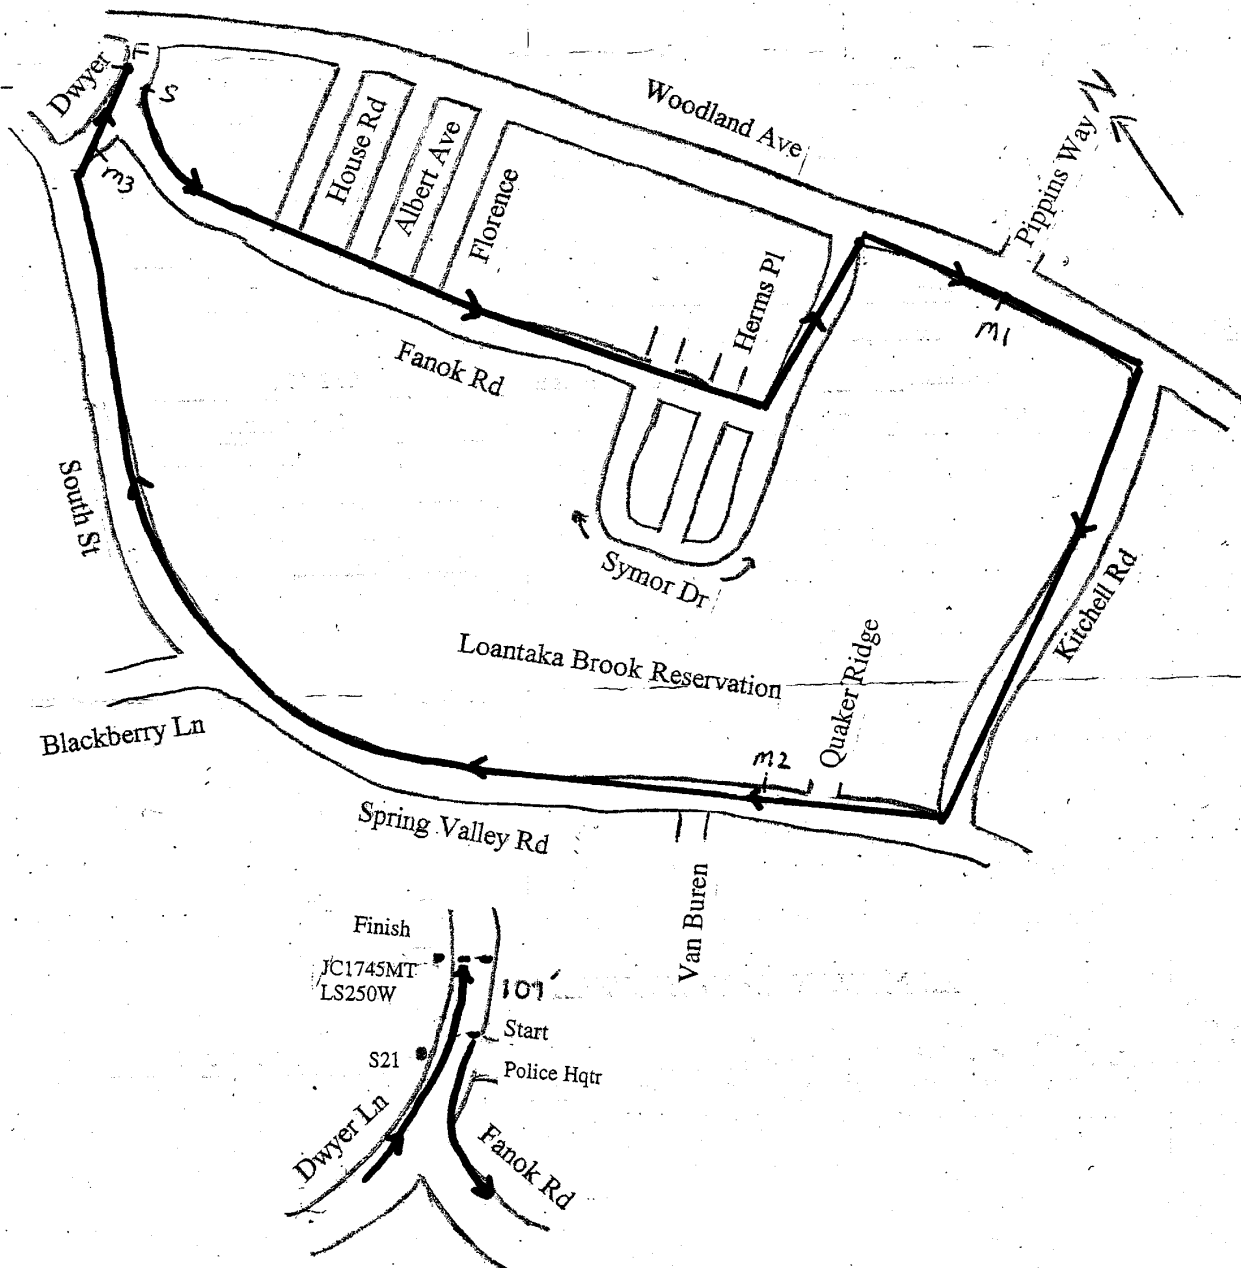 F
Dwyer
S
M3
House Rd
Albert Ave
Florence
Woodland Ave
N
Pippins Way
Herms Pl
M1
Fanok Rd
South St
Symor Dr
Kitchell Rd
Loantaka Brook Reservation
Quaker Ridge
Blackberry Ln
M2
Spring Valley Rd
Van Buren
Finish
JC1745MT
LS250W
107'
Start
S21
Police Hqtr
Dwyer Ln
Fanok Rd